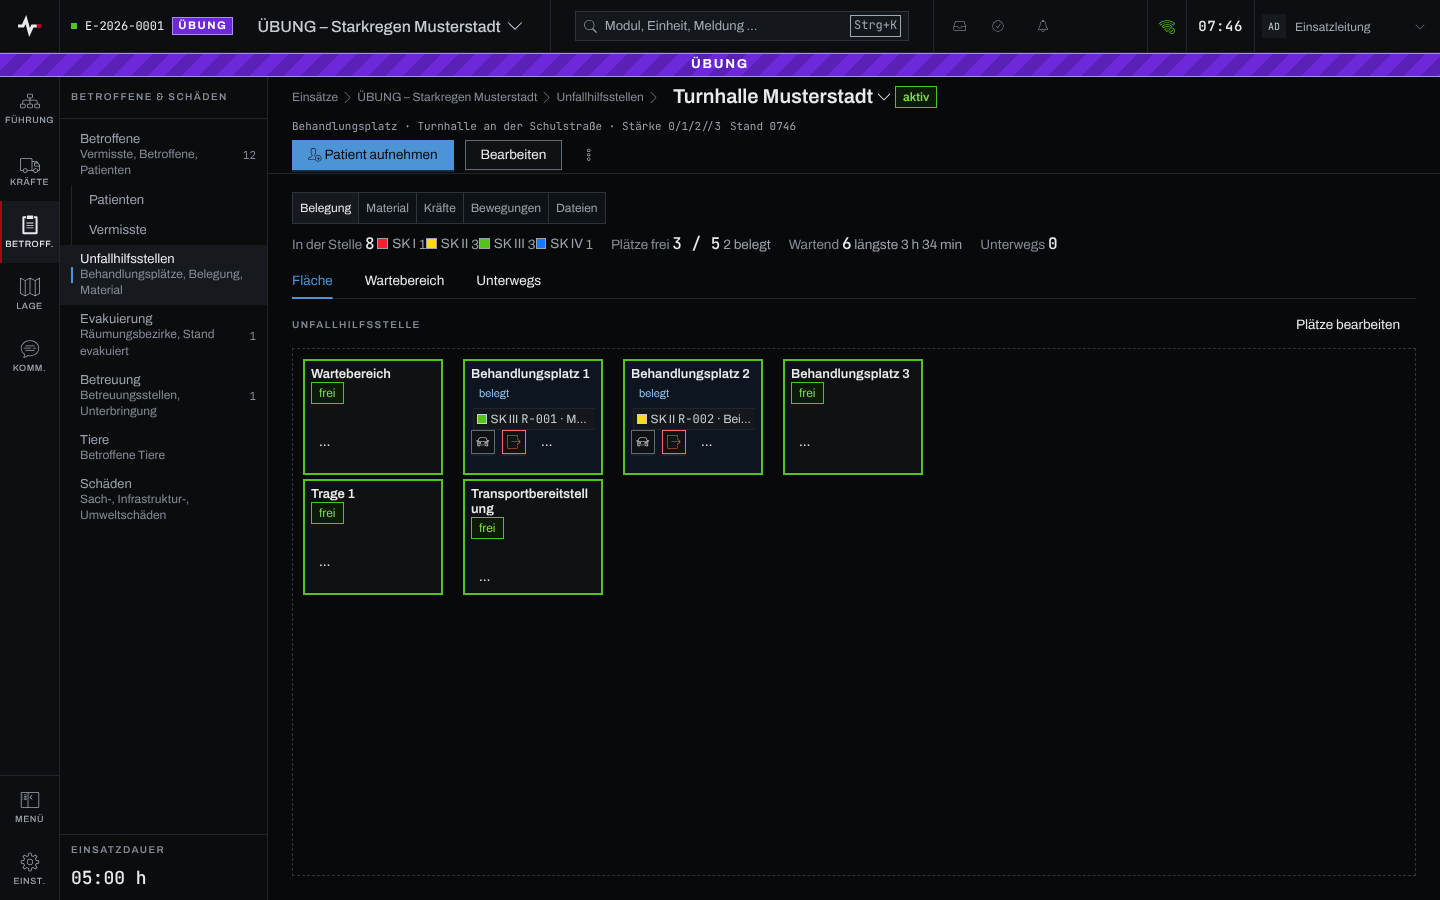 E-2026-0001 ÜBUNG ÜBUNG – Starkregen Musterstadt Modul, Einheit, Meldung ... Strg+K 07:46 AD Einsatzleitung
ÜBUNG
FÜHRUNG
KRÄFTE
BETROFF.
LAGE
KOMM.
MENÜ
EINST.
BETROFFENE & SCHÄDEN
Betroffene
Vermisste, Betroffene, Patienten 12
Patienten
Vermisste
Unfallhilfsstellen
Behandlungsplätze, Belegung,
Material
Evakuierung
Räumungsbezirke, Stand
evakuiert 1
Betreuung
Betreuungsstellen,
Unterbringung 1
Tiere
Betroffene Tiere
Schäden
Sach-, Infrastruktur-,
Umweltschäden
EINSATZDAUER
05:00 h
Einsätze ÜBUNG – Starkregen Musterstadt Unfallhilfsstellen Turnhalle Musterstadt aktiv
Behandlungsplatz · Turnhalle an der Schulstraße · Stärke 0/1/2//3 Stand 0746
Patient aufnehmen Bearbeiten
Belegung Material Kräfte Bewegungen Dateien
In der Stelle 8 SK I 1 SK II 3 SK III 3 SK IV 1 Plätze frei 3 / 5 2 belegt Wartend 6 längste 3 h 34 min Unterwegs 0
Fläche Wartebereich Unterwegs
UNFALLHILFSSTELLE Plätze bearbeiten
Wartebereich
frei
...
Behandlungsplatz 1
belegt
SK III R-001 · M...
...
Behandlungsplatz 2
belegt
SK II R-002 · Bei...
...
Behandlungsplatz 3
frei
...
Trage 1
frei
...
Transportbereitstell
ung
frei
...